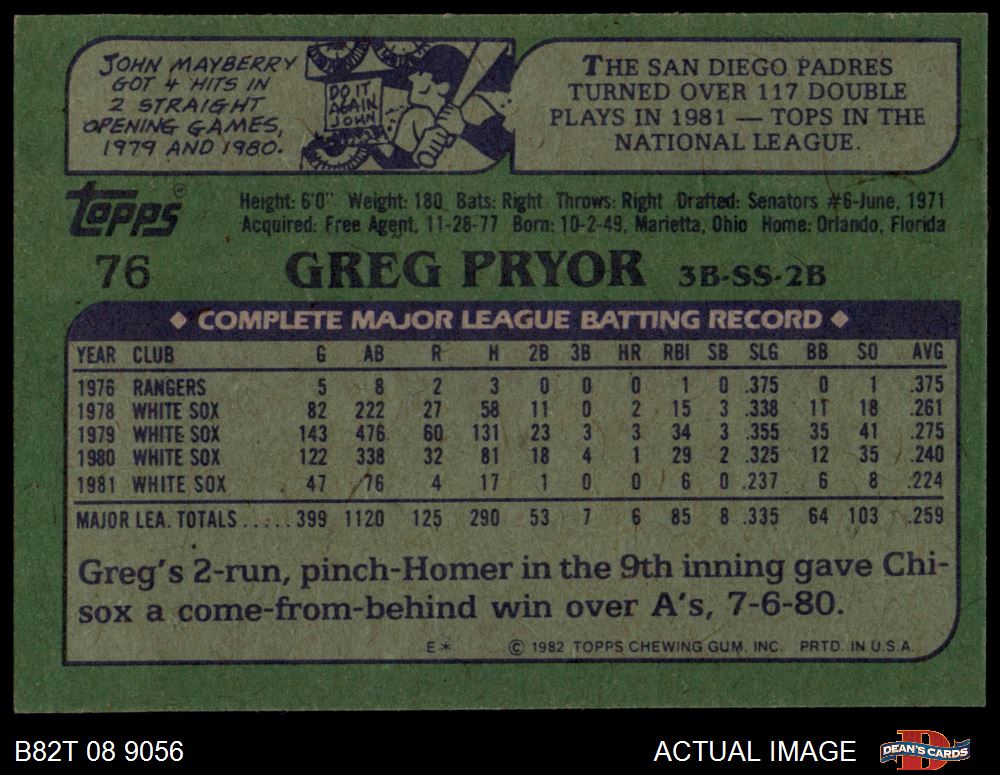 JOHN MAYBERRY
GOT 4 HITS IN
2 STRAIGHT
OPENING GAMES,
1979 AND 1980.
DO IT
AGAIN
JOHN
THE SAN DIEGO PADRES
TURNED OVER 117 DOUBLE
PLAYS IN 1981 — TOPS IN THE
NATIONAL LEAGUE.
Topps®
Height: 6'0" Weight: 180 Bats: Right Throws: Right Drafted: Senators #6-June, 1971
Acquired: Free Agent, 11-28-77 Born: 10-2-49, Marietta, Ohio Home: Orlando, Florida
76 GREG PRYOR 3B-SS-2B
◆ COMPLETE MAJOR LEAGUE BATTING RECORD ◆
YEAR CLUB G AB R H 2B 3B HR RBI SB SLG BB SO AVG
1976 RANGERS 5 8 2 3 0 0 0 1 0 .375 0 1 .375
1978 WHITE SOX 82 222 27 58 11 0 2 15 3 .338 11 18 .261
1979 WHITE SOX 143 476 60 131 23 3 3 34 3 .355 35 41 .275
1980 WHITE SOX 122 338 32 81 18 4 1 29 2 .325 12 35 .240
1981 WHITE SOX 47 76 4 17 1 0 0 6 0 .237 6 8 .224
MAJOR LEA. TOTALS ..... 399 1120 125 290 53 7 6 85 8 .335 64 103 .259
Greg's 2-run, pinch-Homer in the 9th inning gave Chi-
sox a come-from-behind win over A's, 7-6-80.
E* © 1982 TOPPS CHEWING GUM, INC. PRTD. IN U.S.A.
B82T 08 9056 ACTUAL IMAGE D DEAN'S CARDS